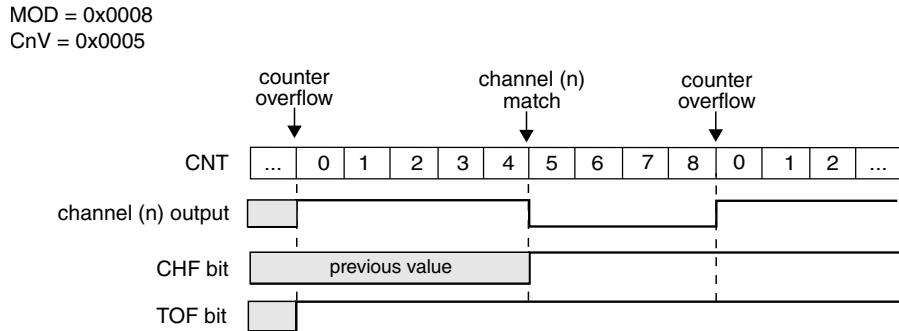 MOD = 0x0008
CnV = 0x0005
counter
overflow
channel (n)
match
counter
overflow
CNT ... 0 1 2 3 4 5 6 7 8 0 1 2 ...
channel (n) output
CHF bit previous value
TOF bit